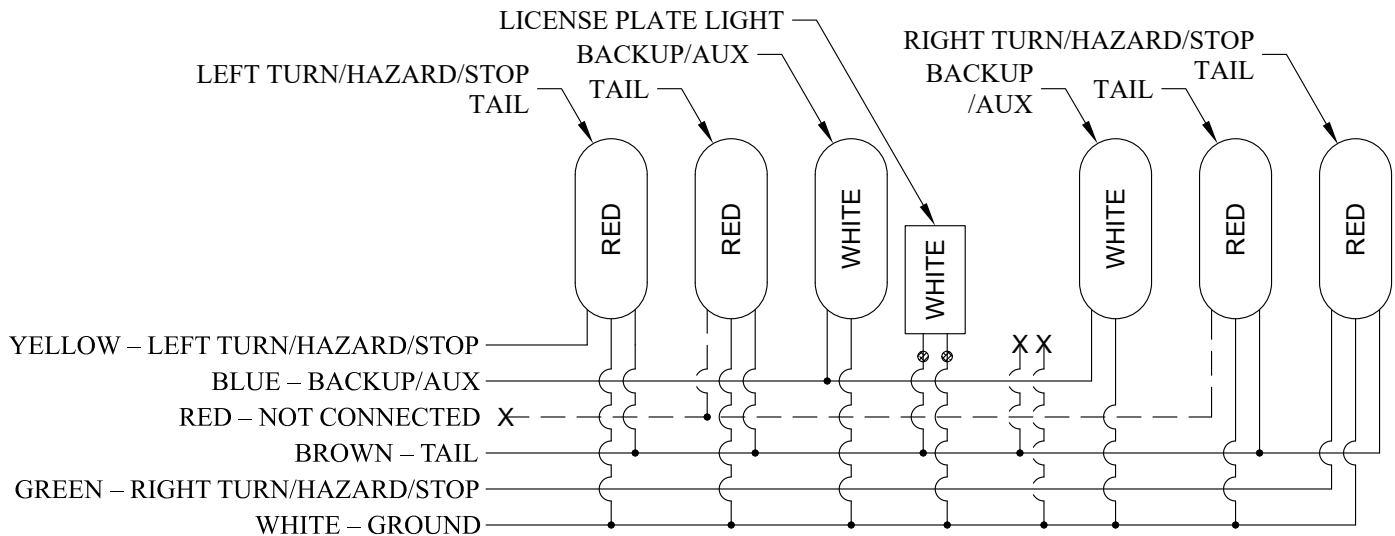 LICENSE PLATE LIGHT
BACKUP/AUX
LEFT TURN/HAZARD/STOP
TAIL
TAIL
RIGHT TURN/HAZARD/STOP
TAIL
BACKUP
/AUX
TAIL
RED
RED
WHITE
WHITE
WHITE
RED
RED
YELLOW – LEFT TURN/HAZARD/STOP
X X
BLUE – BACKUP/AUX
RED – NOT CONNECTED X
BROWN – TAIL
GREEN – RIGHT TURN/HAZARD/STOP
WHITE – GROUND